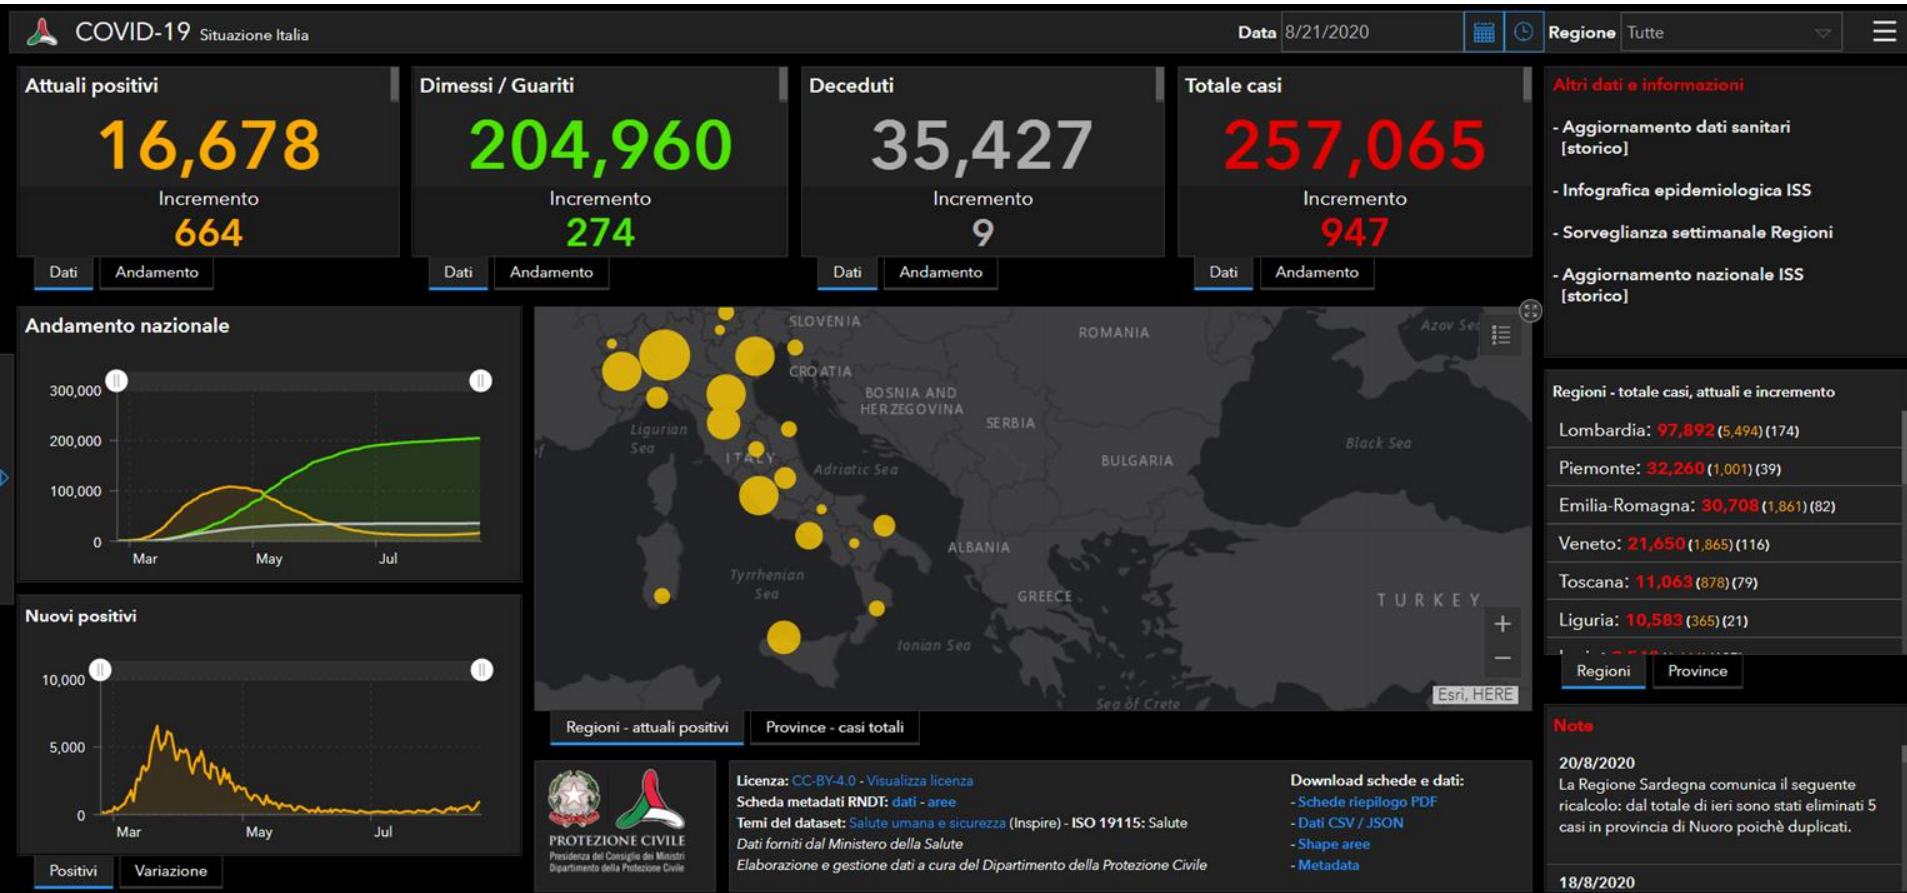 COVID-19 Situazione Italia
Data 8/21/2020
Regione Tutte
Attuali positivi
16,678
Incremento
664
Dati Andamento
Dimessi / Guariti
204,960
Incremento
274
Dati Andamento
Deceduti
35,427
Incremento
9
Dati Andamento
Totale casi
257,065
Incremento
947
Dati Andamento
Altri dati e informazioni
- Aggiornamento dati sanitari
[storico]
- Infografica epidemiologica ISS
- Sorveglianza settimanale Regioni
- Aggiornamento nazionale ISS
[storico]
Andamento nazionale
300,000
200,000
100,000
0
Mar May Jul
Nuovi positivi
10,000
5,000
0
Mar May Jul
Positivi Variazione
SLOVENIA
ROMANIA
Azov Sea
CROATIA
BOSNIA AND
HERZEGOVINA
SERBIA
Ligurian
Sea
ITALY
Adriatic Sea
BULGARIA
Black Sea
ALBANIA
Tyrrhenian
Sea
GREECE
TURKEY
Ionian Sea
Sea of Crete
Esri, HERE
Regioni - attuali positivi Province - casi totali
Regioni - totale casi, attuali e incremento
Lombardia: 97,892 (5,494) (174)
Piemonte: 32,260 (1,001) (39)
Emilia-Romagna: 30,708 (1,861) (82)
Veneto: 21,650 (1,865) (116)
Toscana: 11,063 (878) (79)
Liguria: 10,583 (365) (21)
Regioni Province
PROTEZIONE CIVILE
Presidenza del Consiglio dei Ministri
Dipartimento della Protezione Civile
Licenza: CC-BY-4.0 - Visualizza licenza
Scheda metadati RNDT: dati - aree
Temi del dataset: Salute umana e sicurezza (Inspire) - ISO 19115: Salute
Dati forniti dal Ministero della Salute
Elaborazione e gestione dati a cura del Dipartimento della Protezione Civile
Download schede e dati:
- Schede riepilogo PDF
- Dati CSV / JSON
- Shape aree
- Metadata
Note
20/8/2020
La Regione Sardegna comunica il seguente
ricalcolo: dal totale di ieri sono stati eliminati 5
casi in provincia di Nuoro poichè duplicati.
18/8/2020